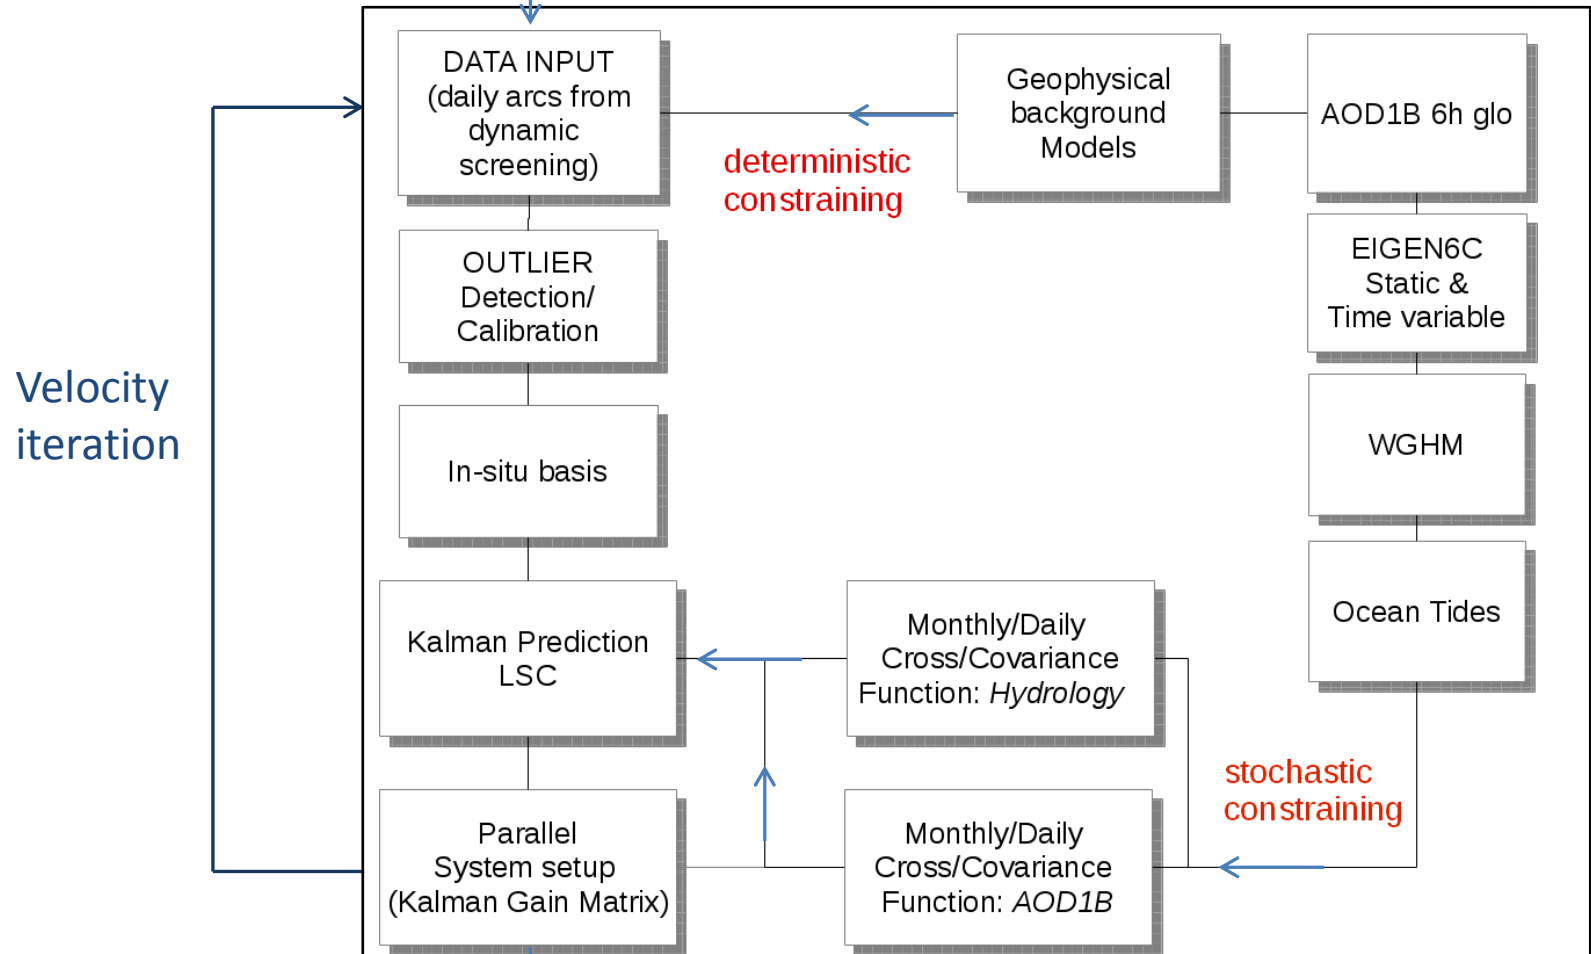 DATA INPUT
(daily arcs from
dynamic
screening)
Geophysical
background
Models
AOD1B 6h glo
deterministic
constraining
OUTLIER
Detection/
Calibration
EIGEN6C
Static &
Time variable
Velocity
iteration
In-situ basis
WGHM
Kalman Prediction
LSC
Monthly/Daily
Cross/Covariance
Function: Hydrology
Ocean Tides
stochastic
constraining
Parallel
System setup
(Kalman Gain Matrix)
Monthly/Daily
Cross/Covariance
Function: AOD1B